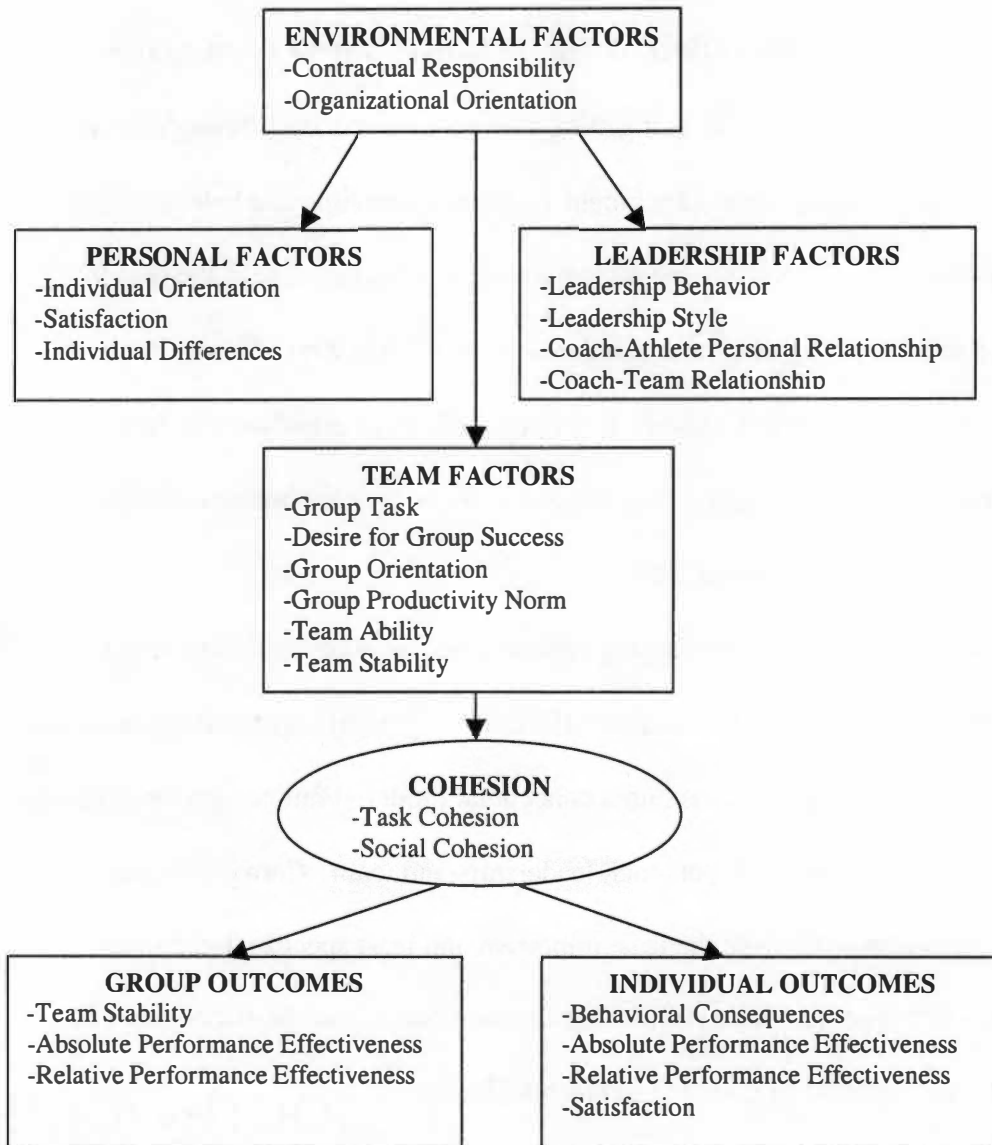 ENVIRONMENTAL FACTORS
-Contractual Responsibility
-Organizational Orientation
PERSONAL FACTORS
-Individual Orientation
-Satisfaction
-Individual Differences
LEADERSHIP FACTORS
-Leadership Behavior
-Leadership Style
-Coach-Athlete Personal Relationship
-Coach-Team Relationship
TEAM FACTORS
-Group Task
-Desire for Group Success
-Group Orientation
-Group Productivity Norm
-Team Ability
-Team Stability
COHESION
-Task Cohesion
-Social Cohesion
GROUP OUTCOMES
-Team Stability
-Absolute Performance Effectiveness
-Relative Performance Effectiveness
INDIVIDUAL OUTCOMES
-Behavioral Consequences
-Absolute Performance Effectiveness
-Relative Performance Effectiveness
-Satisfaction